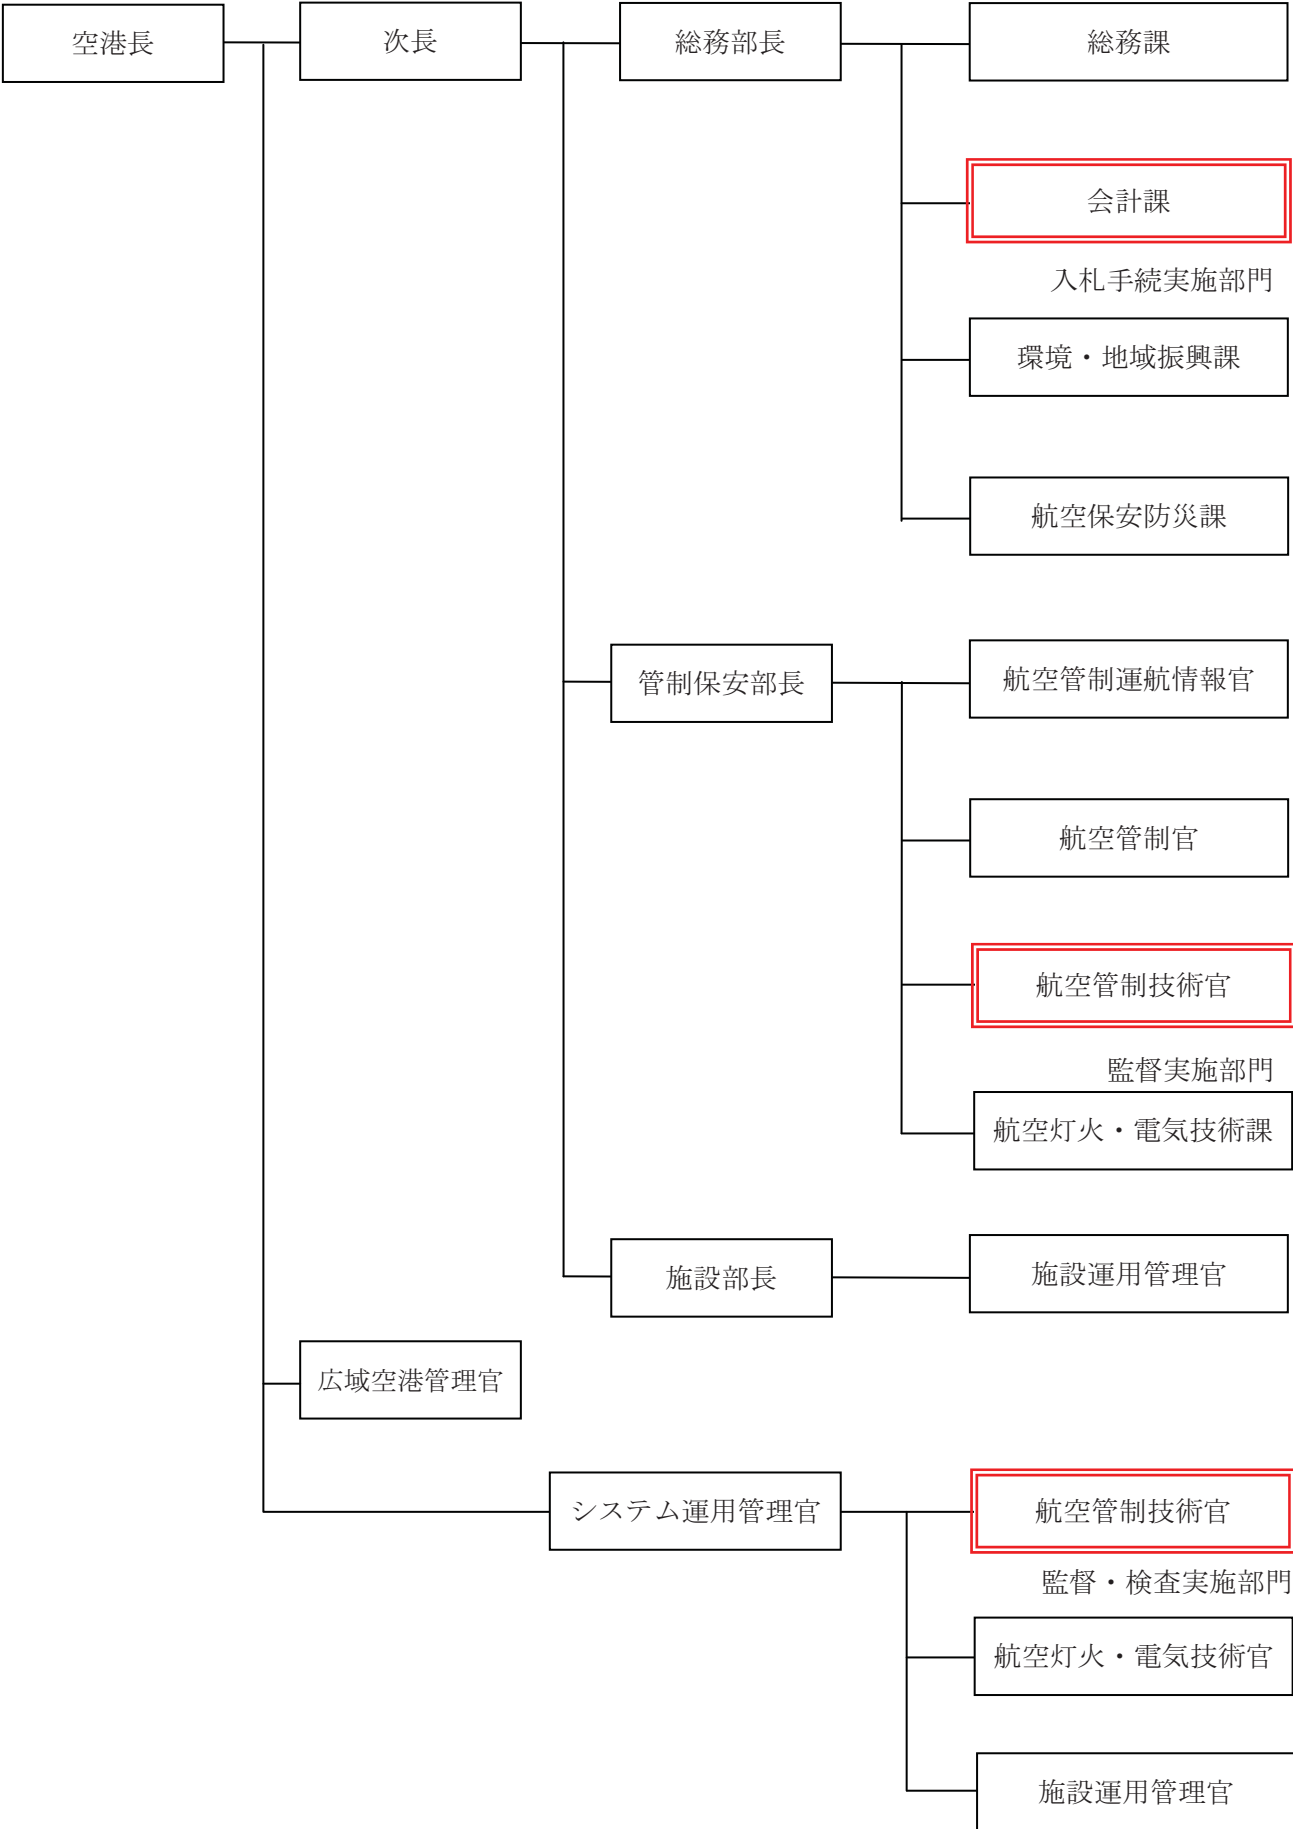 空港長
次長
総務部長
総務課
会計課
入札手続実施部門
環境・地域振興課
航空保安防災課
管制保安部長
航空管制運航情報官
航空管制官
航空管制技術官
監督実施部門
航空灯火・電気技術課
施設部長
施設運用管理官
広域空港管理官
システム運用管理官
航空管制技術官
監督・検査実施部門
航空灯火・電気技術官
施設運用管理官